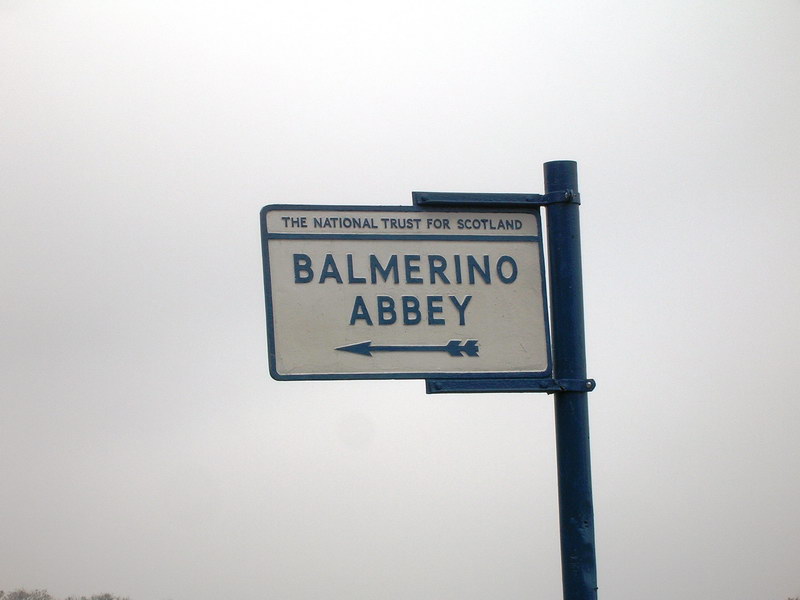 THE NATIONAL TRUST FOR SCOTLAND
BALMERINO
ABBEY